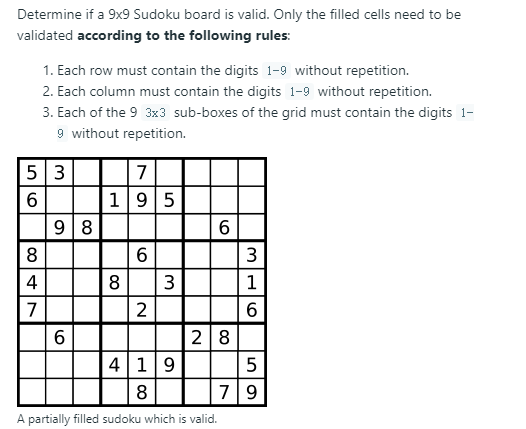 Determine if a 9x9 Sudoku board is valid. Only the filled cells need to be
validated according to the following rules:
1. Each row must contain the digits 1-9 without repetition.
2. Each column must contain the digits 1-9 without repetition.
3. Each of the 9 3x3 sub-boxes of the grid must contain the digits 1-
9 without repetition.
5 3 7
6 1 9 5
9 8 6
8 6 3
4 8 3 1
7 2 6
6 2 8
4 1 9 5
8 7 9
A partially filled sudoku which is valid.